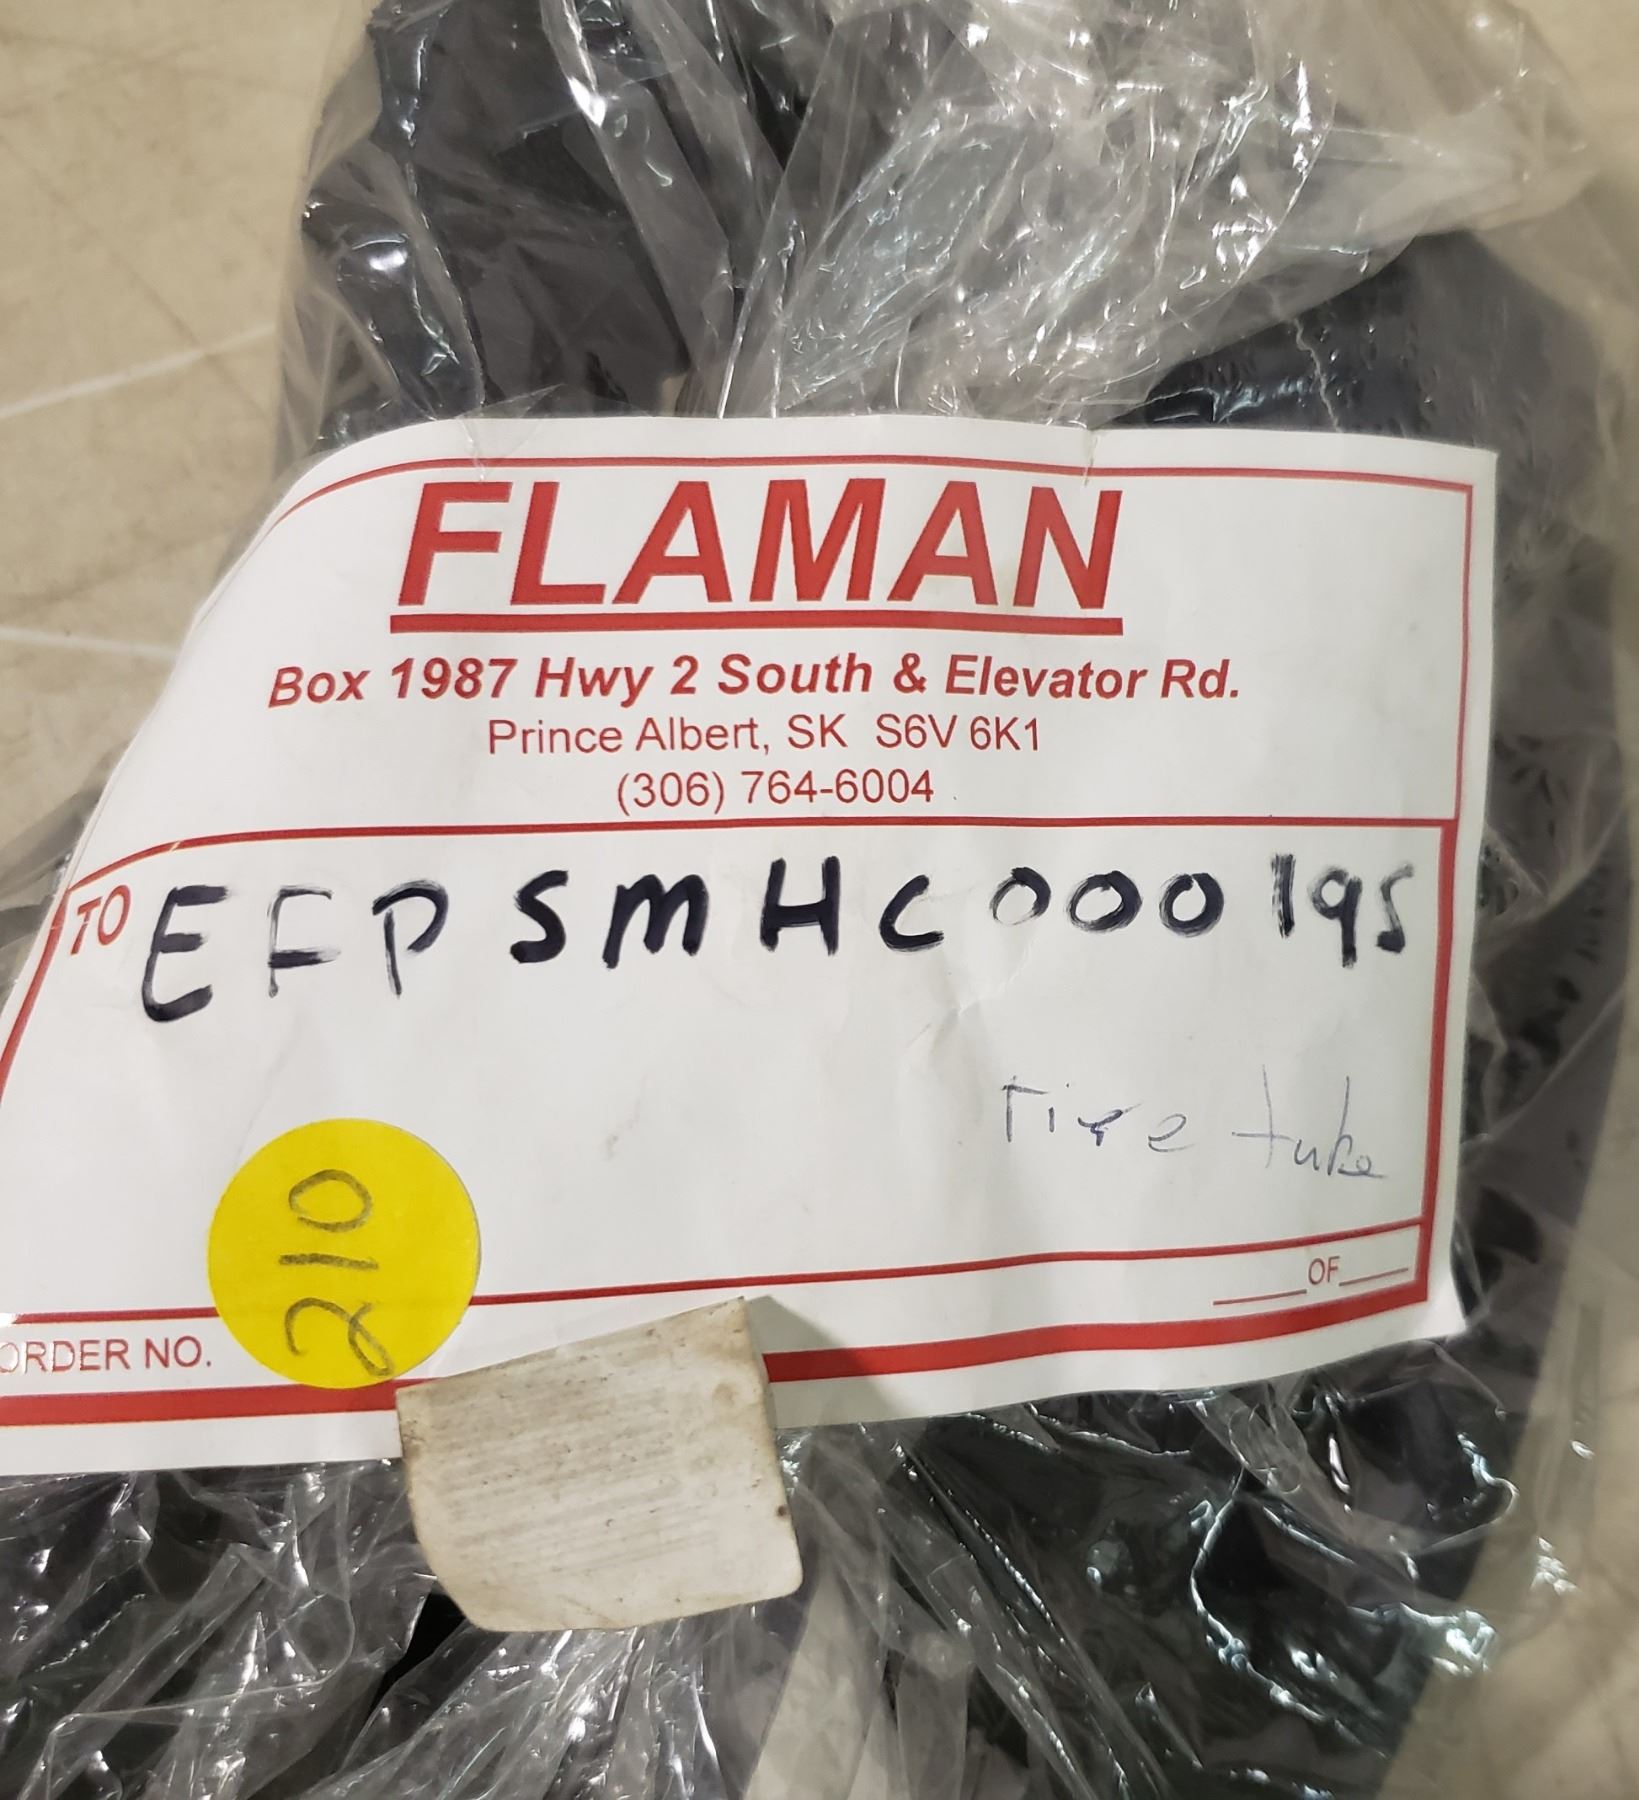 FLAMAN
Box 1987 Hwy 2 South & Elevator Rd.
Prince Albert, SK S6V 6K1
(306) 764-6004
TO EFPSMHC000195
Tire tube
210
____OF____
ORDER NO.